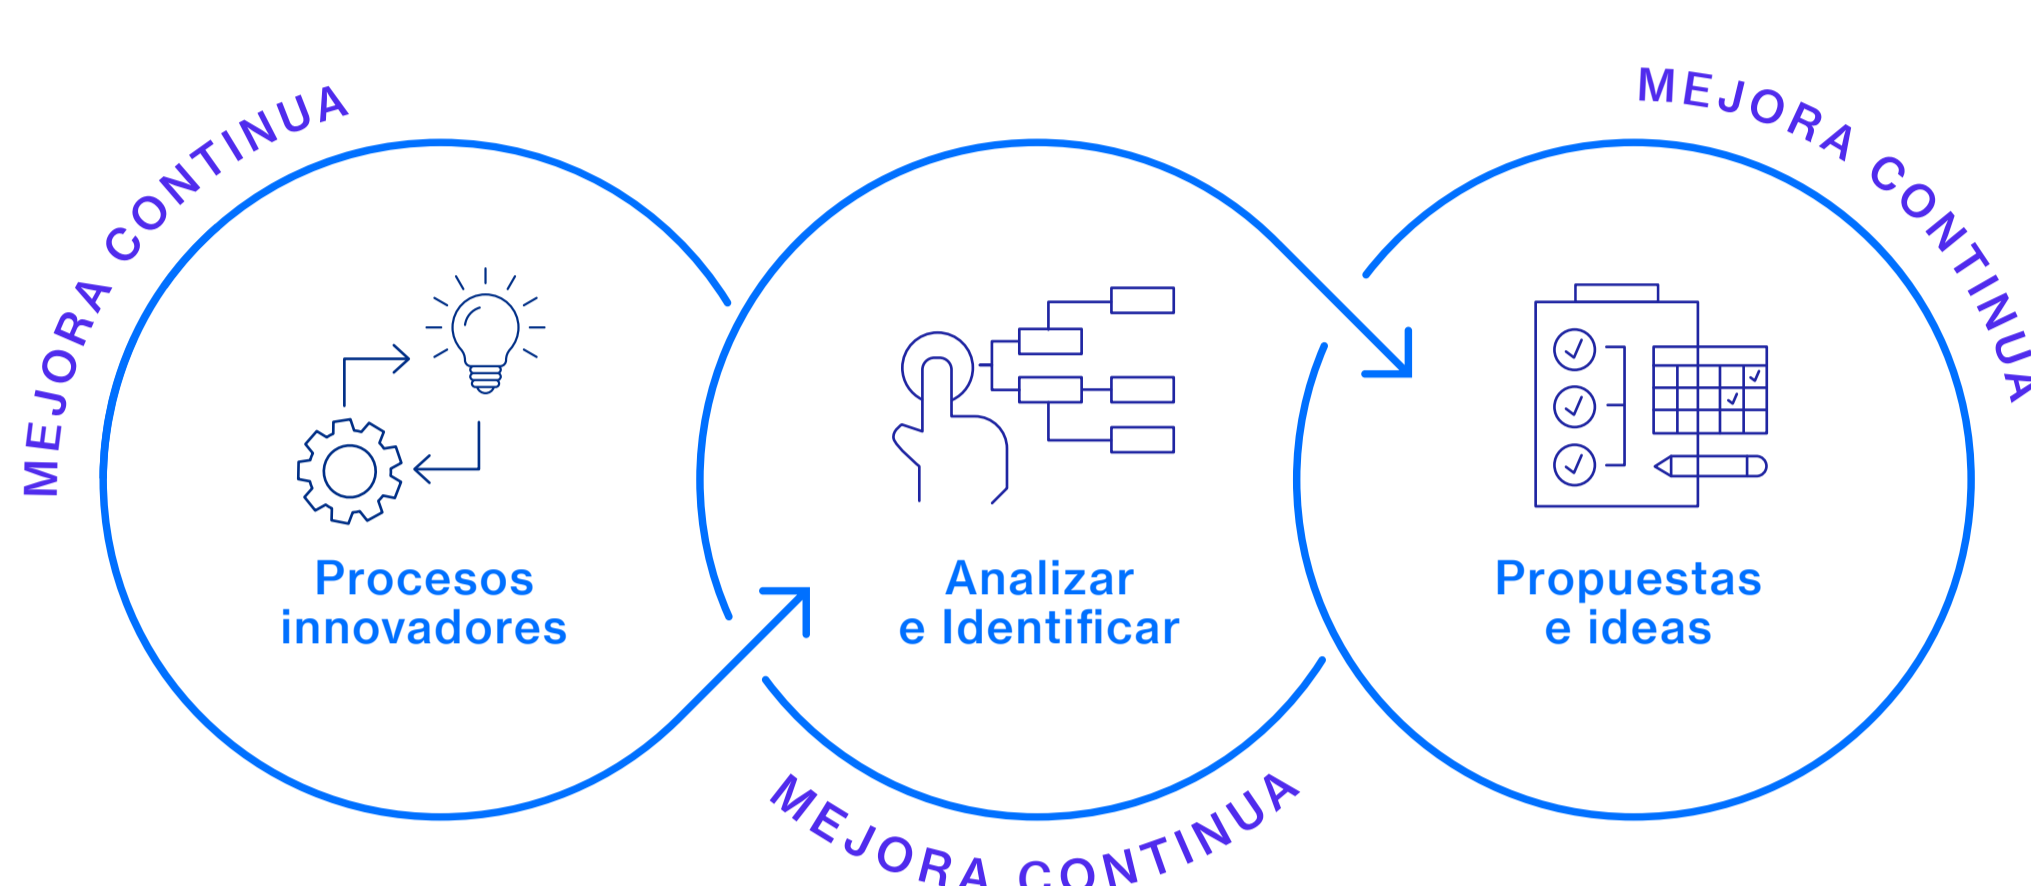 MEJORA CONTINUA
MEJORA CONTINUA
Procesos
innovadores
Analizar
e Identificar
Propuestas
e ideas
MEJORA CONTINUA